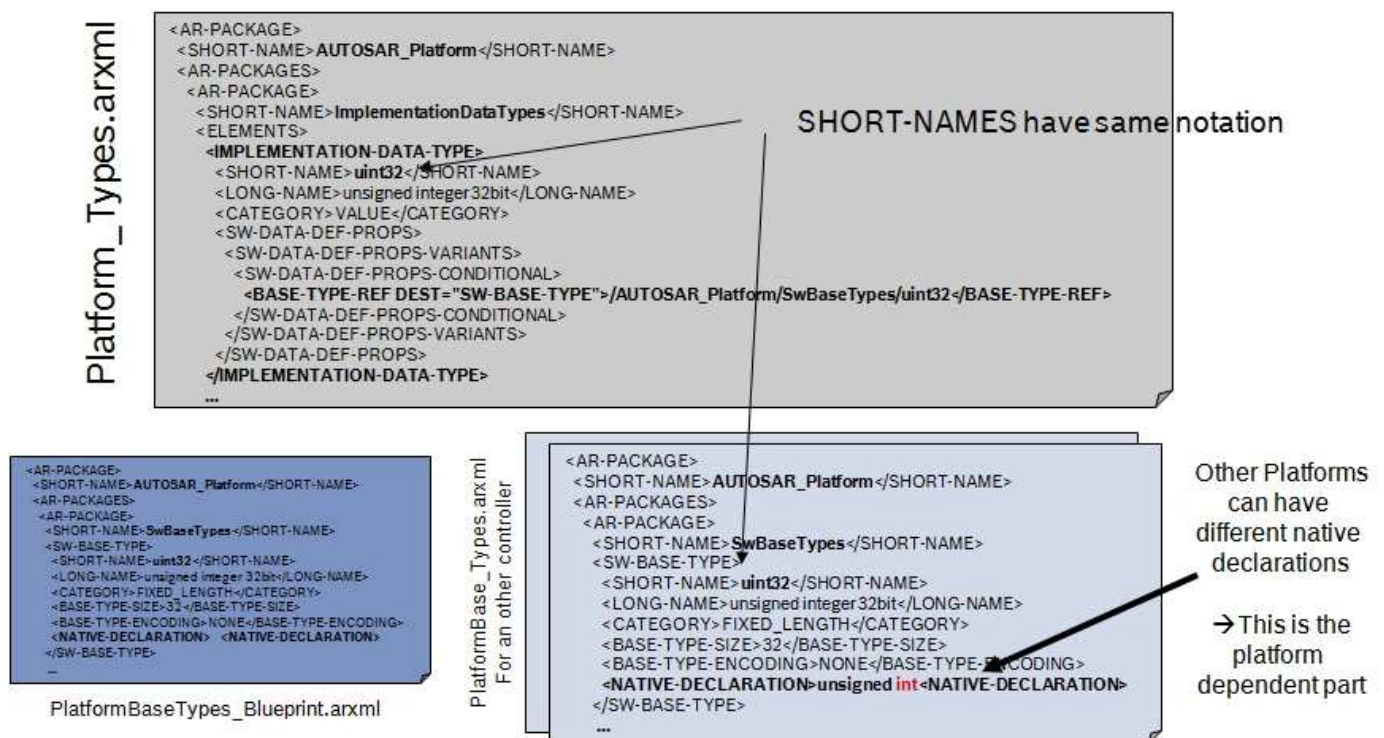 Platform_Types.arxml
<AR-PACKAGE>
<SHORT-NAME>AUTOSAR_Platform</SHORT-NAME>
<AR-PACKAGES>
<AR-PACKAGE>
<SHORT-NAME>ImplementationDataTypes</SHORT-NAME>
<ELEMENTS>
<IMPLEMENTATION-DATA-TYPE>
<SHORT-NAME>uint32</SHORT-NAME>
<LONG-NAME>unsigned integer 32bit</LONG-NAME>
<CATEGORY>VALUE</CATEGORY>
<SW-DATA-DEF-PROPS>
<SW-DATA-DEF-PROPS-VARIANTS>
<SW-DATA-DEF-PROPS-CONDITIONAL>
<BASE-TYPE-REF DEST="SW-BASE-TYPE">/AUTOSAR_Platform/SwBaseTypes/uint32</BASE-TYPE-REF>
</SW-DATA-DEF-PROPS-CONDITIONAL>
</SW-DATA-DEF-PROPS-VARIANTS>
</SW-DATA-DEF-PROPS>
</IMPLEMENTATION-DATA-TYPE>
...
SHORT-NAMES have same notation
<AR-PACKAGE>
<SHORT-NAME>AUTOSAR_Platform</SHORT-NAME>
<AR-PACKAGES>
<AR-PACKAGE>
<SHORT-NAME>SwBaseTypes</SHORT-NAME>
<SW-BASE-TYPE>
<SHORT-NAME>uint32</SHORT-NAME>
<LONG-NAME>unsigned integer 32bit</LONG-NAME>
<CATEGORY>FIXED_LENGTH</CATEGORY>
<BASE-TYPE-SIZE>32</BASE-TYPE-SIZE>
<BASE-TYPE-ENCODING>NONE</BASE-TYPE-ENCODING>
<NATIVE-DECLARATION> <NATIVE-DECLARATION>
</SW-BASE-TYPE>
...
PlatformBaseTypes_Blueprint.arxml
PlatformBase_Types.arxml
For an other controller
<AR-PACKAGE>
<SHORT-NAME>AUTOSAR_Platform</SHORT-NAME>
<AR-PACKAGES>
<AR-PACKAGE>
<SHORT-NAME>SwBaseTypes</SHORT-NAME>
<SW-BASE-TYPE>
<SHORT-NAME>uint32</SHORT-NAME>
<LONG-NAME>unsigned integer 32bit</LONG-NAME>
<CATEGORY>FIXED_LENGTH</CATEGORY>
<BASE-TYPE-SIZE>32</BASE-TYPE-SIZE>
<BASE-TYPE-ENCODING>NONE</BASE-TYPE-ENCODING>
<NATIVE-DECLARATION>unsigned int<NATIVE-DECLARATION>
</SW-BASE-TYPE>
...
Other Platforms
can have
different native
declarations
→This is the
platform
dependent part